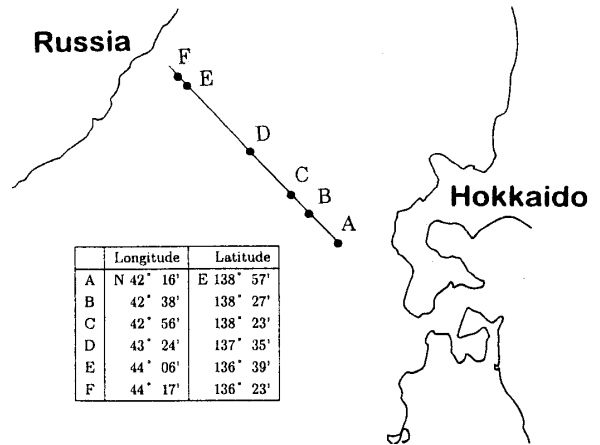 Russia
F
E
D
C
B
A
Hokkaido
Longitude Latitude
A N 42° 16' E 138° 57'
B 42° 38' 138° 27'
C 42° 56' 138° 23'
D 43° 24' 137° 35'
E 44° 06' 136° 39'
F 44° 17' 136° 23'